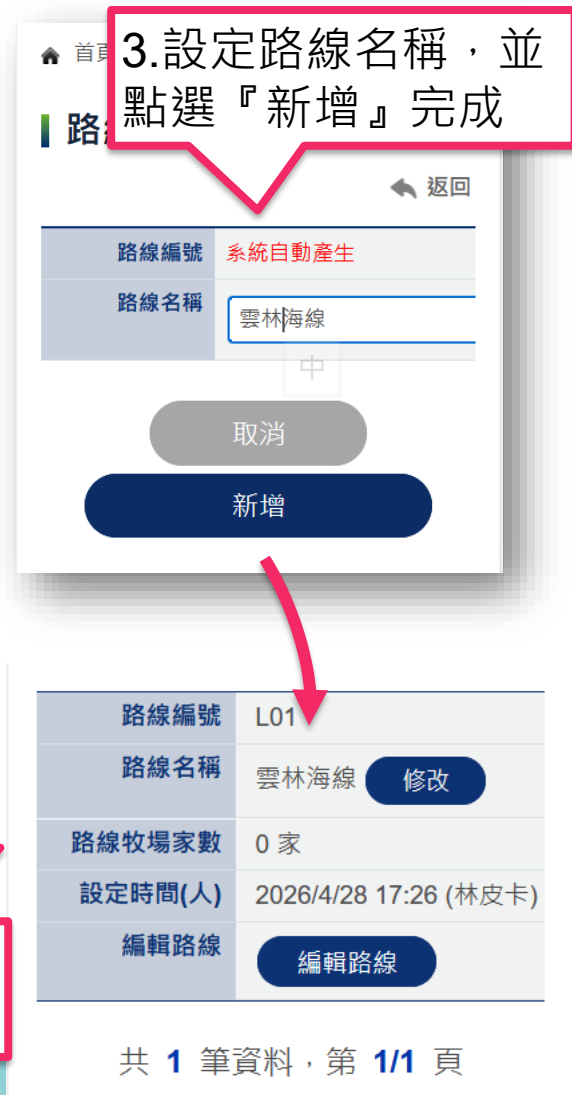 首
3.設定路線名稱，並
點選『新增』完成
路
返回
路線編號 系統自動產生
路線名稱 雲林海線
中
取消
新增
路線編號 L01
路線名稱 雲林海線 修改
路線牧場家數 0 家
設定時間(人) 2026/4/28 17:26 (林皮卡)
編輯路線 編輯路線
共 1 筆資料，第 1/1 頁